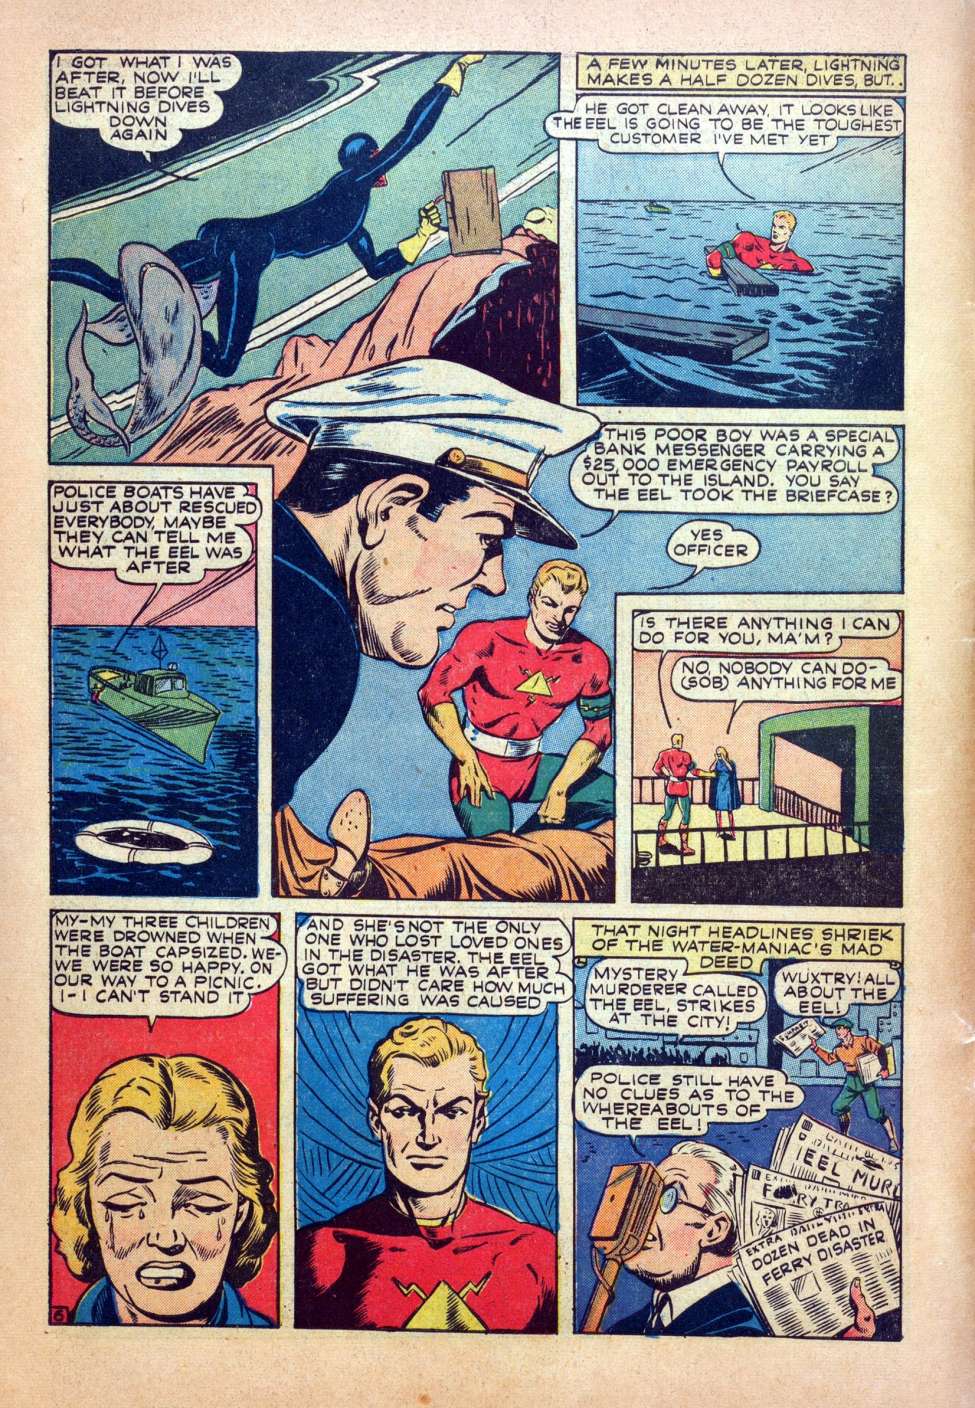 I GOT WHAT I WAS
AFTER, NOW I'LL
BEAT IT BEFORE
LIGHTNING DIVES
DOWN
AGAIN
A FEW MINUTES LATER, LIGHTNING
MAKES A HALF DOZEN DIVES, BUT..
HE GOT CLEAN AWAY, IT LOOKS LIKE
THE EEL IS GOING TO BE THE TOUGHEST
CUSTOMER I'VE MET YET
POLICE BOATS HAVE
JUST ABOUT RESCUED
EVERYBODY, MAYBE
THEY CAN TELL ME
WHAT THE EEL WAS
AFTER
THIS POOR BOY WAS A SPECIAL
BANK MESSENGER CARRYING A
$25,000 EMERGENCY PAYROLL
OUT TO THE ISLAND. YOU SAY
THE EEL TOOK THE BRIEFCASE?
YES
OFFICER
IS THERE ANYTHING I CAN
DO FOR YOU, MA'M?
NO, NOBODY CAN DO-
(SOB) ANYTHING FOR ME
MY-MY THREE CHILDREN
WERE DROWNED WHEN
THE BOAT CAPSIZED. WE-
WE WERE SO HAPPY. ON
OUR WAY TO A PICNIC.
I-I CAN'T STAND IT
6
AND SHE'S NOT THE ONLY
ONE WHO LOST LOVED ONES
IN THE DISASTER. THE EEL
GOT WHAT HE WAS AFTER
BUT DIDN'T CARE HOW MUCH
SUFFERING WAS CAUSED
THAT NIGHT HEADLINES SHRIEK
OF THE WATER-MANIAC'S MAD
DEED
MYSTERY
MURDERER CALLED
THE EEL, STRIKES
AT THE CITY!
WUXTRY! ALL
ABOUT THE
EEL!
POLICE STILL HAVE
NO CLUES AS TO THE
WHEREABOUTS OF
THE EEL!
EEL MUR
EXTRA DAILY EXTRA
DOZEN DEAD IN
FERRY DISASTER